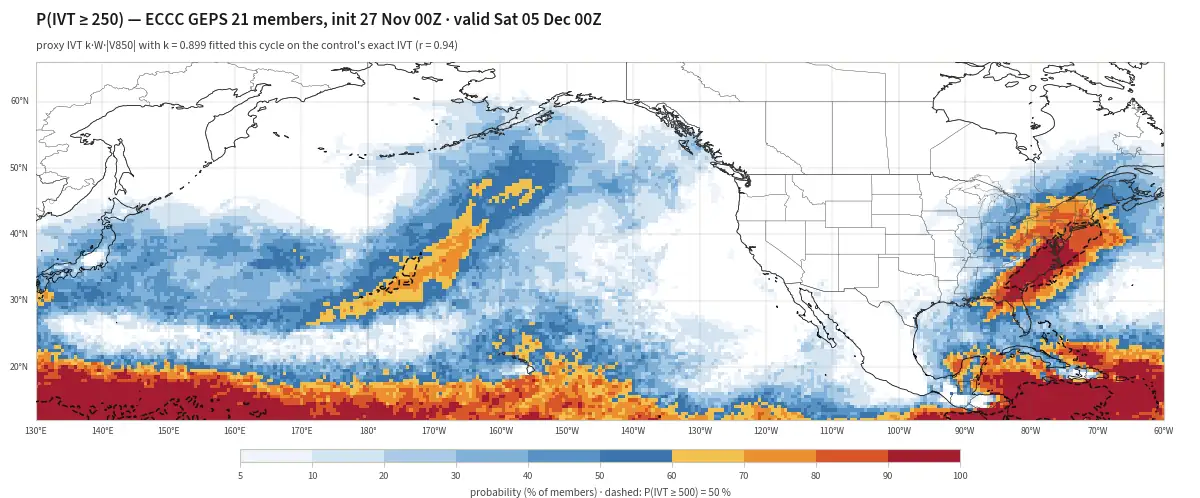 P(IVT ≥ 250) — ECCC GEPS 21 members, init 27 Nov 00Z · valid Sat 05 Dec 00Z
proxy IVT k·W·|V850| with k = 0.899 fitted this cycle on the control's exact IVT (r = 0.94)
60°N
50°N
40°N
30°N
20°N
130°E 140°E 150°E 160°E 170°E 180° 170°W 160°W 150°W 140°W 130°W 120°W 110°W 100°W 90°W 80°W 70°W 60°W
5 10 20 30 40 50 60 70 80 90 100
probability (% of members) · dashed: P(IVT ≥ 500) = 50 %